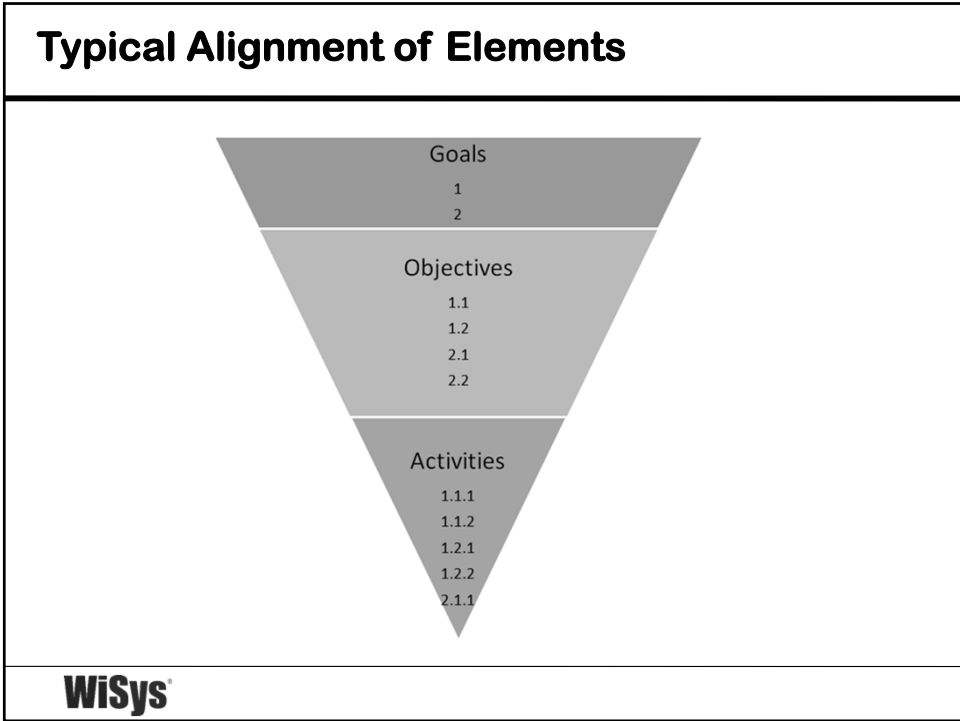 Typical Alignment of Elements
Goals
1
2
Objectives
1.1
1.2
2.1
2.2
Activities
1.1.1
1.1.2
1.2.1
1.2.2
2.1.1
WiSys®